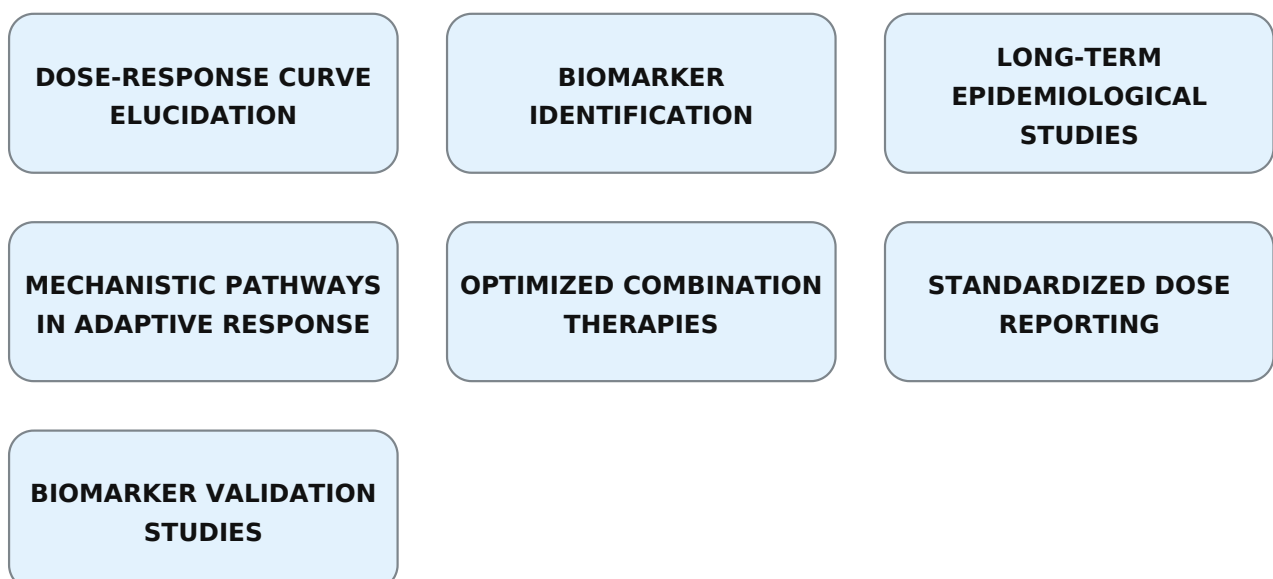 DOSE-RESPONSE CURVE
ELUCIDATION
BIOMARKER
IDENTIFICATION
LONG-TERM
EPIDEMIOLOGICAL
STUDIES
MECHANISTIC PATHWAYS
IN ADAPTIVE RESPONSE
OPTIMIZED COMBINATION
THERAPIES
STANDARDIZED DOSE
REPORTING
BIOMARKER VALIDATION
STUDIES